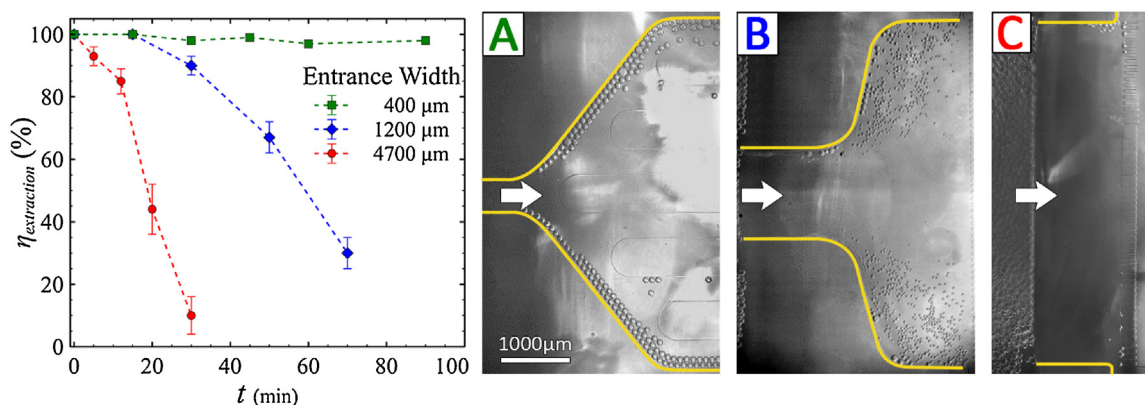 100
80
60
40
20
0
η extraction (%)
0 20 40 60 80 100
t (min)
Entrance Width
400 μm
1200 μm
4700 μm
A
1000μm
B
C